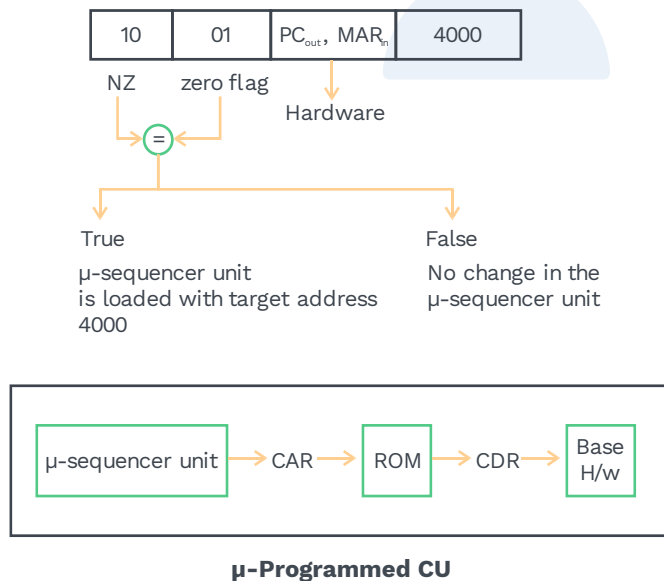 10 01 PCout, MARin 4000
NZ zero flag
Hardware
=
True False
μ-sequencer unit No change in the
is loaded with target address μ-sequencer unit
4000
μ-sequencer unit CAR ROM CDR Base
H/w
μ-Programmed CU